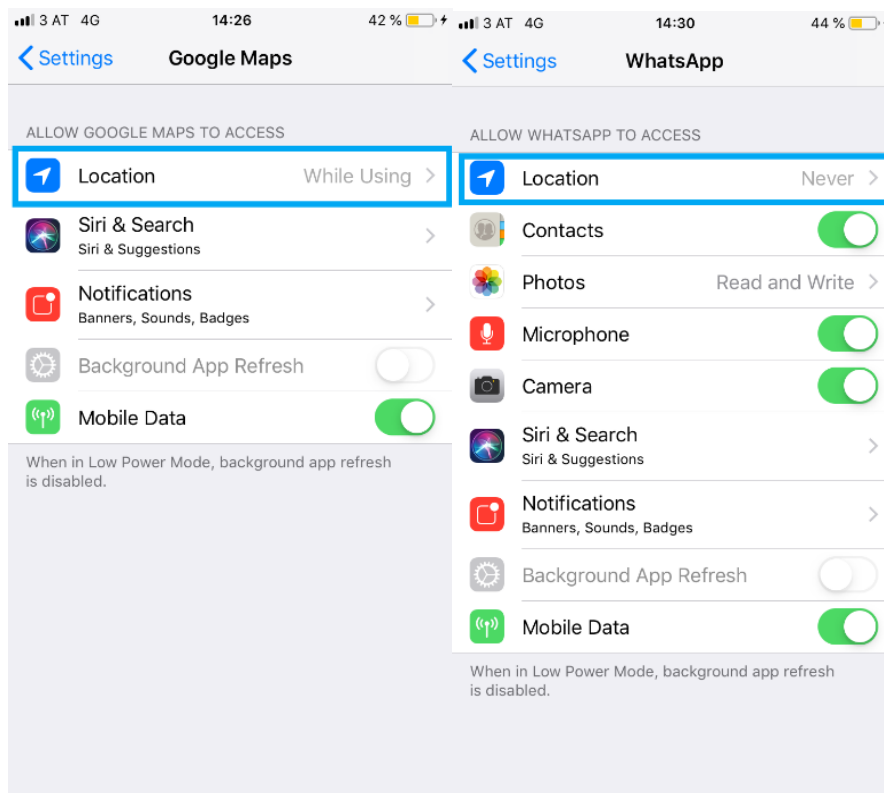 3 AT 4G 14:26 42 %
Settings Google Maps
ALLOW GOOGLE MAPS TO ACCESS
Location While Using
Siri & Search
Siri & Suggestions
Notifications
Banners, Sounds, Badges
Background App Refresh
Mobile Data
When in Low Power Mode, background app refresh
is disabled.
3 AT 4G 14:30 44 %
Settings WhatsApp
ALLOW WHATSAPP TO ACCESS
Location Never
Contacts
Photos Read and Write
Microphone
Camera
Siri & Search
Siri & Suggestions
Notifications
Banners, Sounds, Badges
Background App Refresh
Mobile Data
When in Low Power Mode, background app refresh
is disabled.